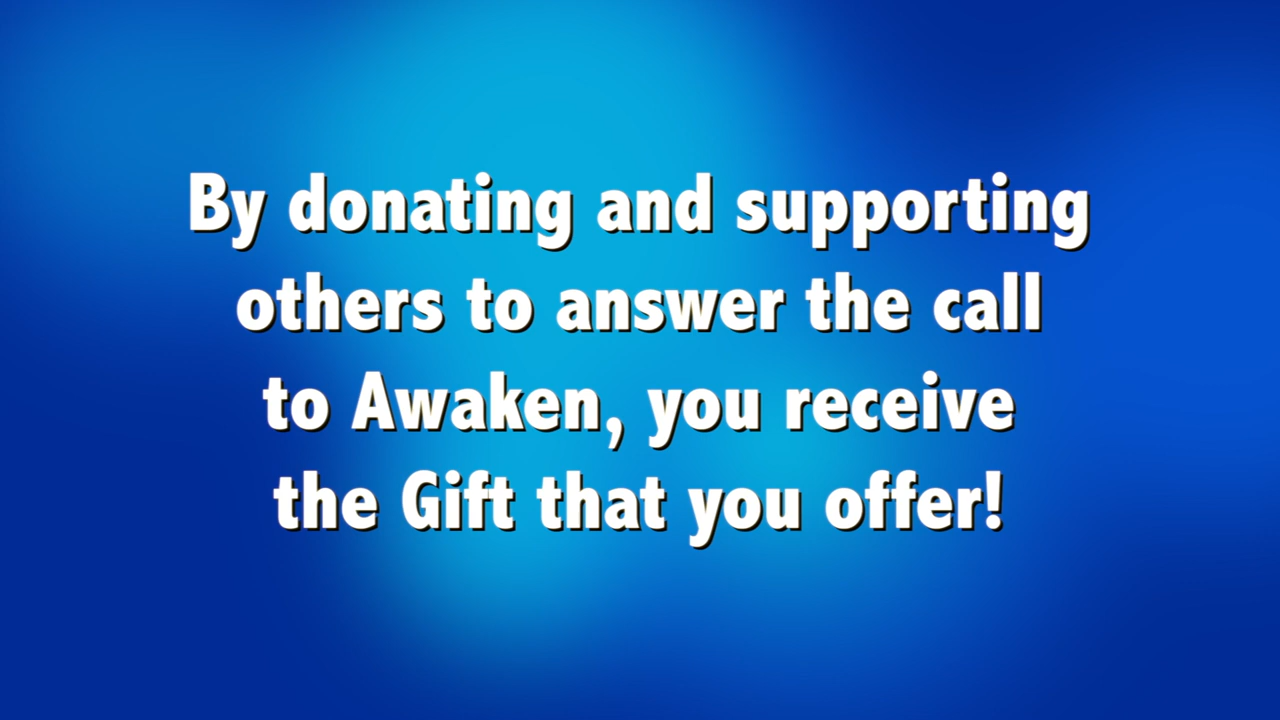 By donating and supporting
others to answer the call
to Awaken, you receive
the Gift that you offer!